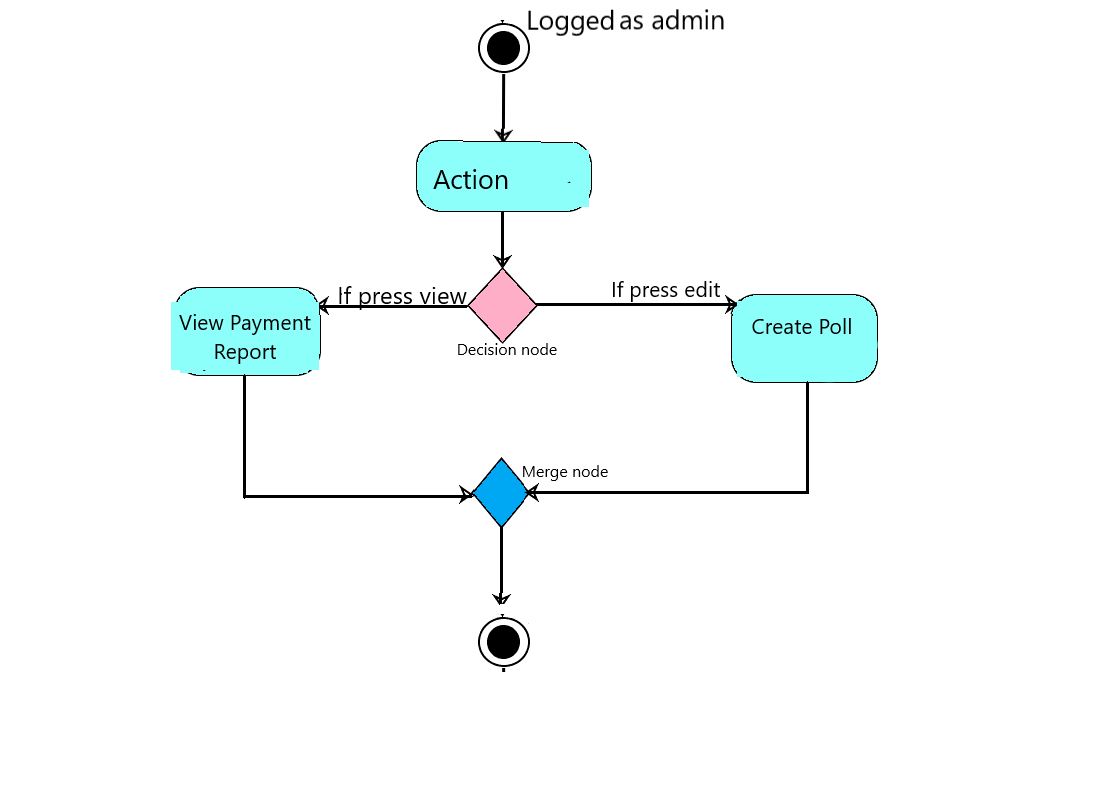 Logged as admin
Action
If press view
If press edit
View Payment
Report
Create Poll
Decision node
Merge node